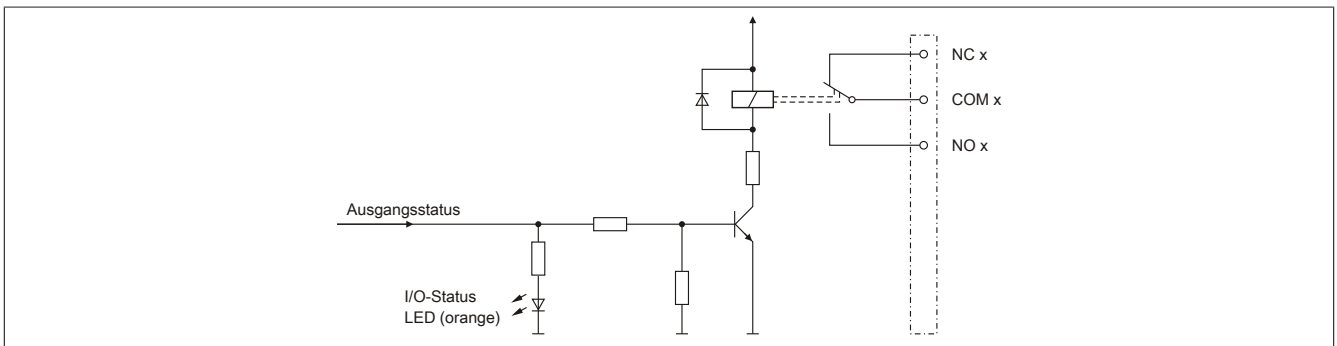 NC x
COM x
NO x
Ausgangsstatus
I/O-Status
LED (orange)